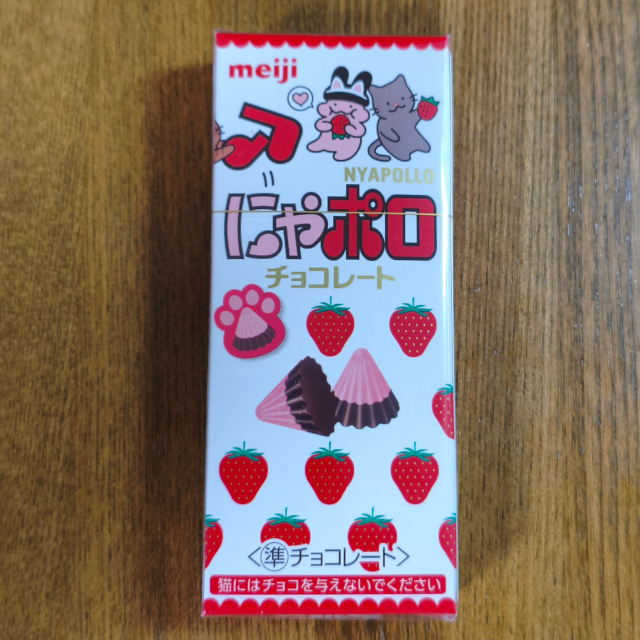 meiji
NYAPOLLO
にゃポロ
チョコレート
<準チョコレート>
猫にはチョコを与えないでください